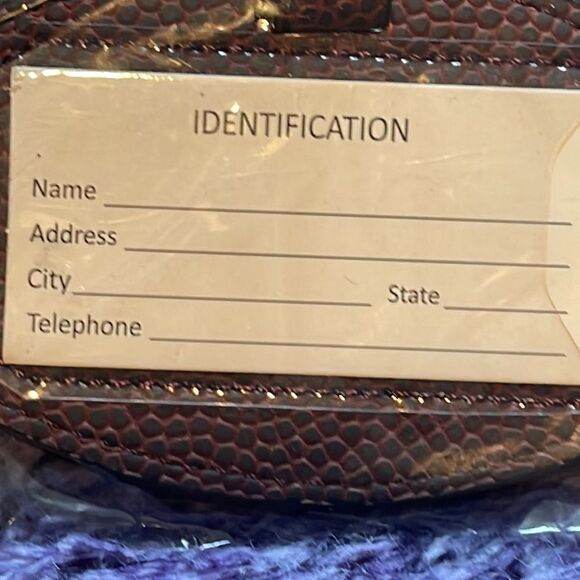 IDENTIFICATION
Name
Address
City State
Telephone